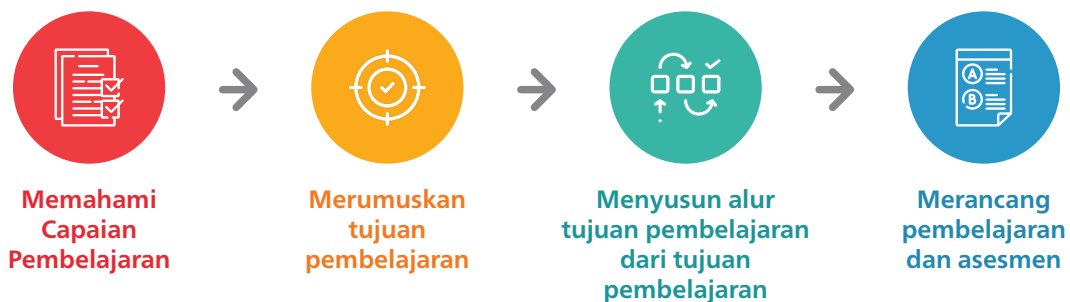 Memahami
Capaian
Pembelajaran
Merumuskan
tujuan
pembelajaran
Menyusun alur
tujuan pembelajaran
dari tujuan
pembelajaran
A
B
Merancang
pembelajaran
dan asesmen